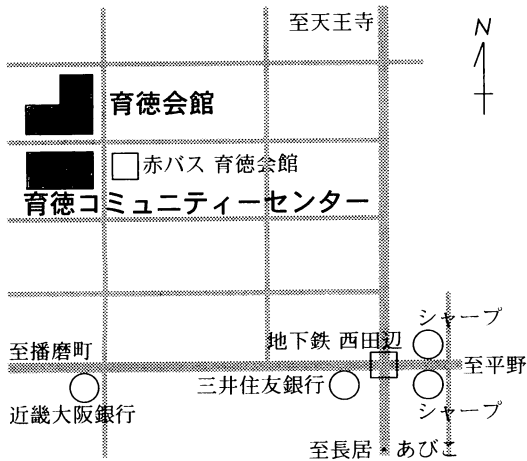 至天王寺
N
育徳会館
赤バス 育徳会館
育徳コミュニティーセンター
シャープ
地下鉄 西田辺
至播磨町
至平野
三井住友銀行
近畿大阪銀行
シャープ
至長居・あびこ